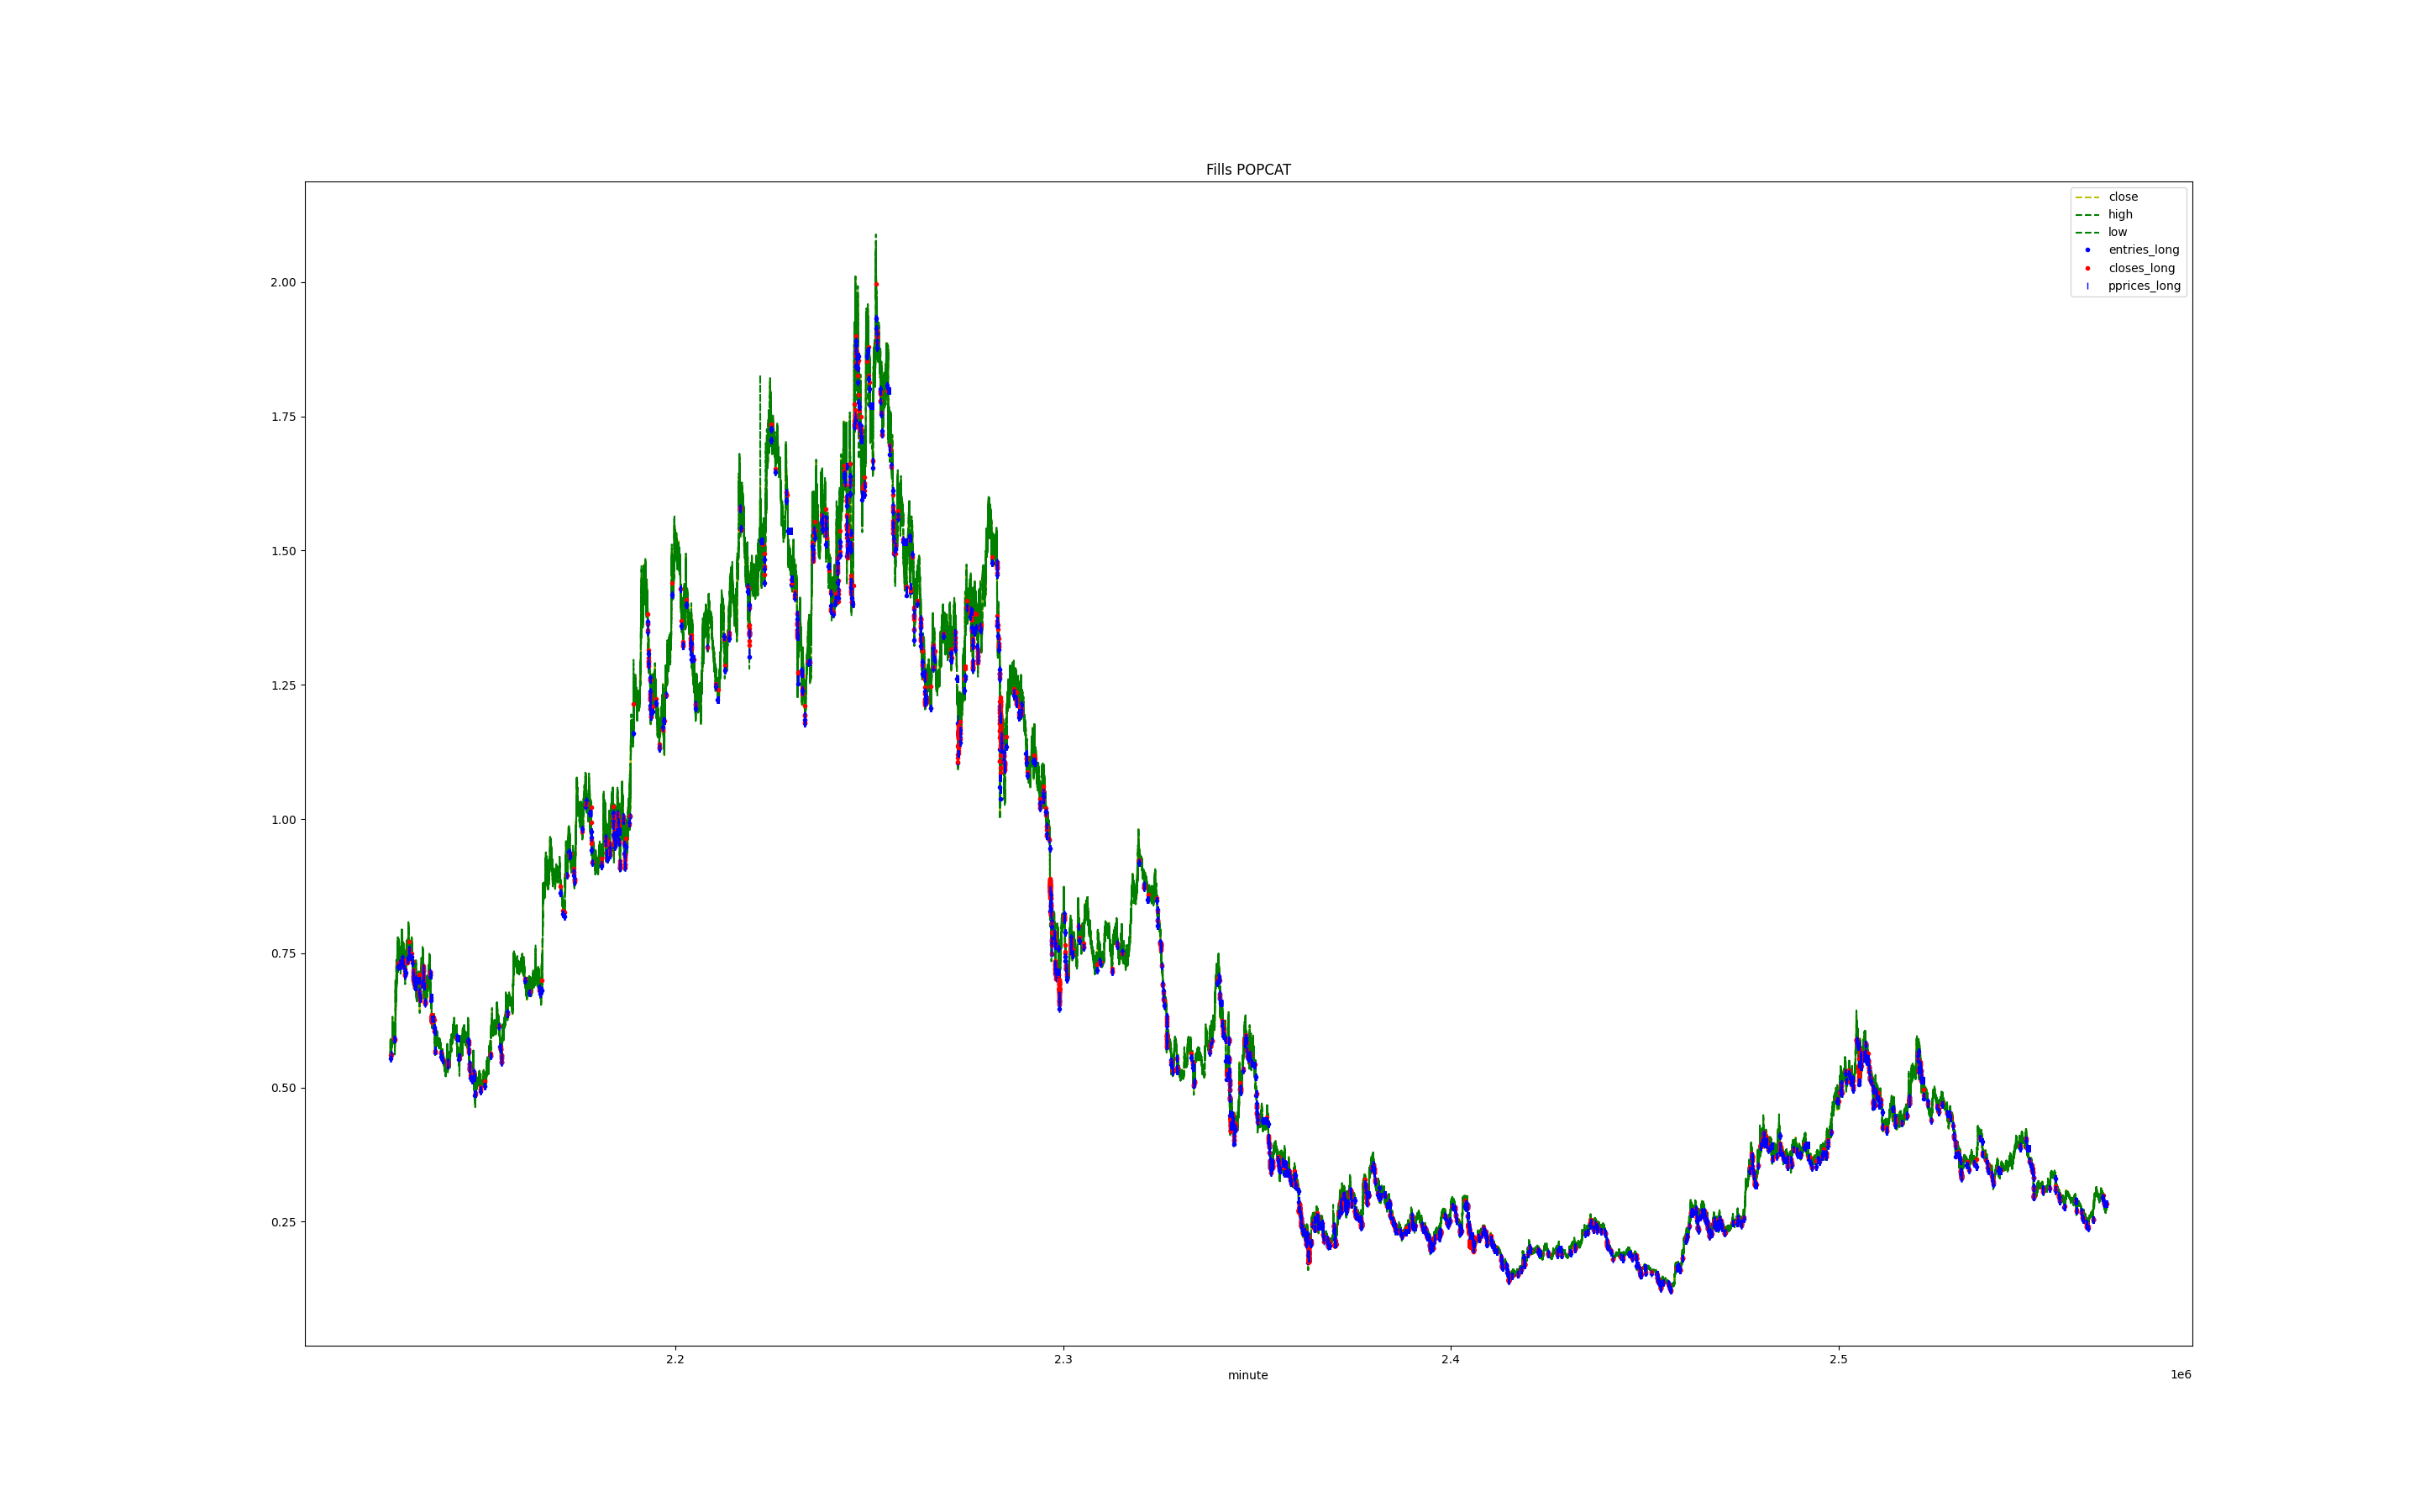 Fills POPCAT
close
high
low
entries_long
closes_long
pprices_long
2.00
1.75
1.50
1.25
1.00
0.75
0.50
0.25
2.2 2.3 2.4 2.5
minute 1e6